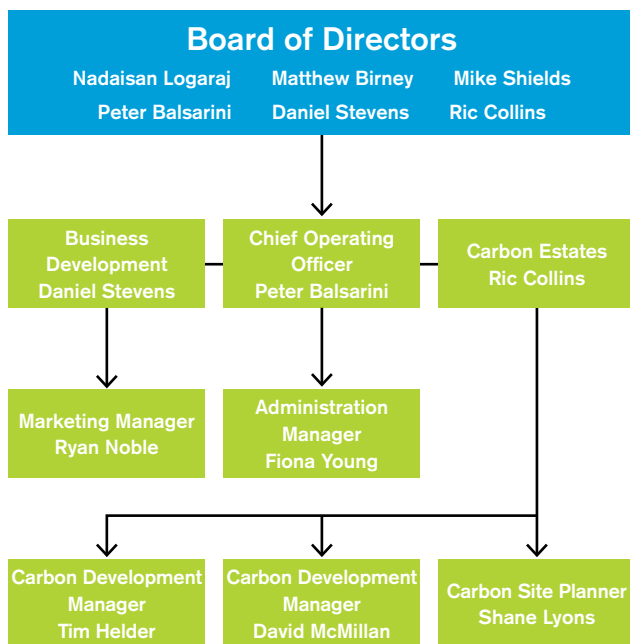 Board of Directors
Nadaisan Logaraj Matthew Birney Mike Shields
Peter Balsarini Daniel Stevens Ric Collins
Business
Development
Daniel Stevens
Chief Operating
Officer
Peter Balsarini
Carbon Estates
Ric Collins
Marketing Manager
Ryan Noble
Administration
Manager
Fiona Young
Carbon Development
Manager
Tim Helder
Carbon Development
Manager
David McMillan
Carbon Site Planner
Shane Lyons